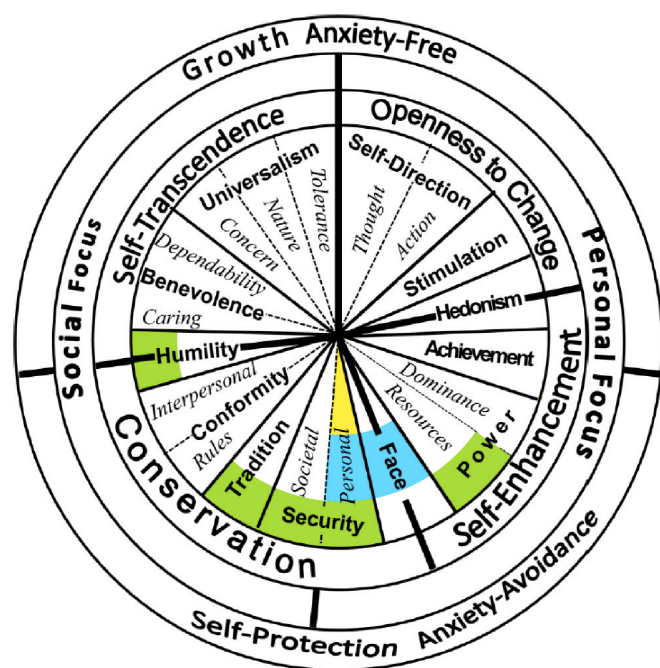 Growth Anxiety-Free
Self-Transcendence
Openness to Change
Social Focus
Personal Focus
Universalism
Tolerance
Nature
Concern
Self-Direction
Thought
Action
Stimulation
Hedonism
Dependability
Benevolence
Caring
Humility
Achievement
Dominance
Resources
Power
Interpersonal
Conformity
Rules
Tradition
Societal
Personal
Security
Face
Conservation
Self-Enhancement
Self-Protection Anxiety-Avoidance